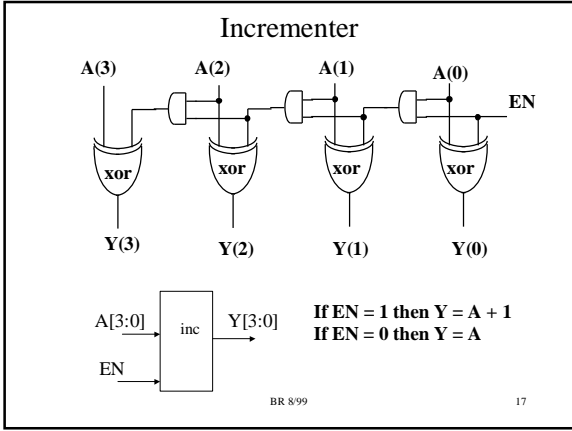 Incrementer
A(3) A(2) A(1) A(0)
EN
xor xor xor xor
Y(3) Y(2) Y(1) Y(0)
If EN = 1 then Y = A + 1
A[3:0] inc Y[3:0]
If EN = 0 then Y = A
EN
BR 8/99 17